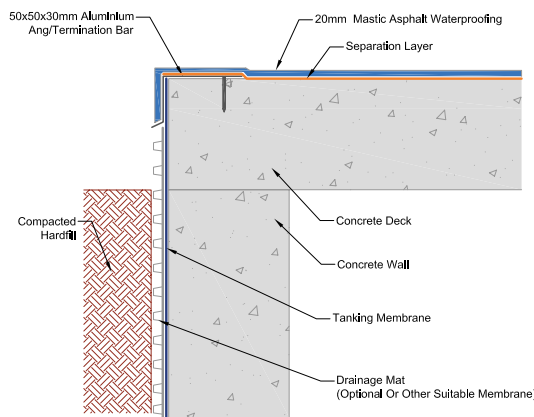 50x50x30mm Aluminium
Ang/Termination Bar
20mm Mastic Asphalt Waterproofing
Separation Layer
Concrete Deck
Compacted
Hardfill
Concrete Wall
Tanking Membrane
Drainage Mat
(Optional Or Other Suitable Membrane)